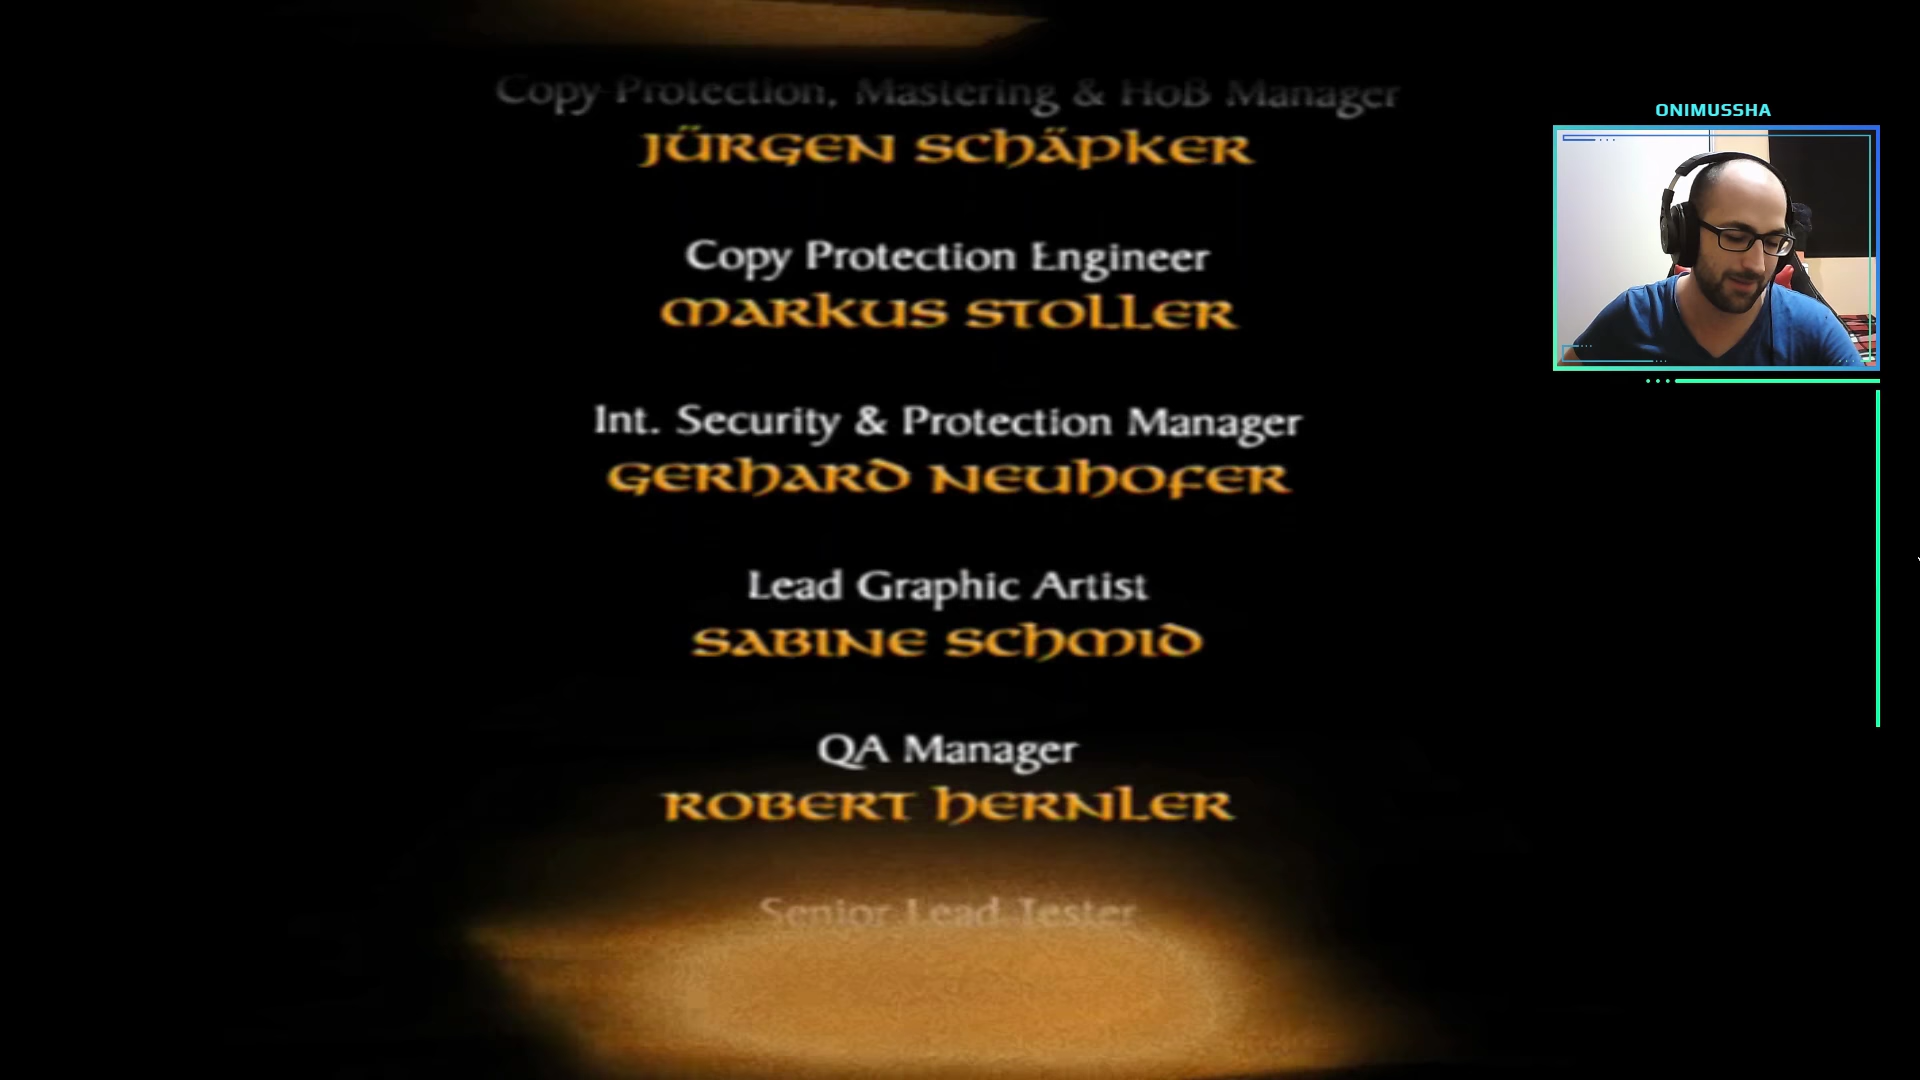 Copy Protection, Mastering & HoB Manager
JÜRGEN SCHÄPKER
ONIMUSSHA
Copy Protection Engineer
MARKUS STOLLER
Int. Security & Protection Manager
GERHARD NEUHOFER
Lead Graphic Artist
SABINE SCHMID
QA Manager
ROBERT HERNLER
Senior Lead Tester